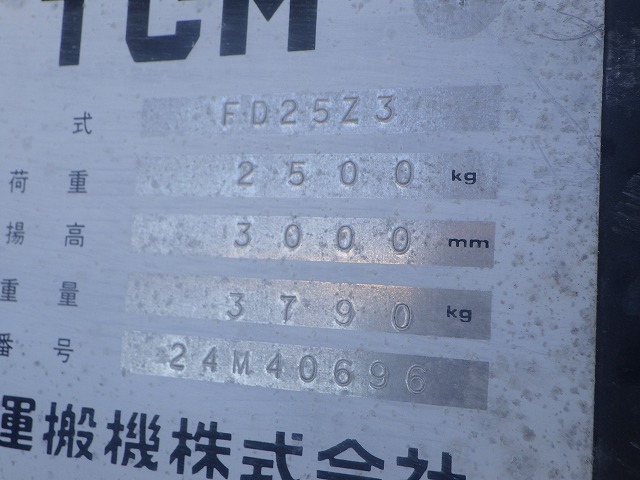 TCM
式 FD25Z3
荷重 2500 kg
揚高 3000 mm
重量 3790 kg
番号 24M40696
運搬機株式会社